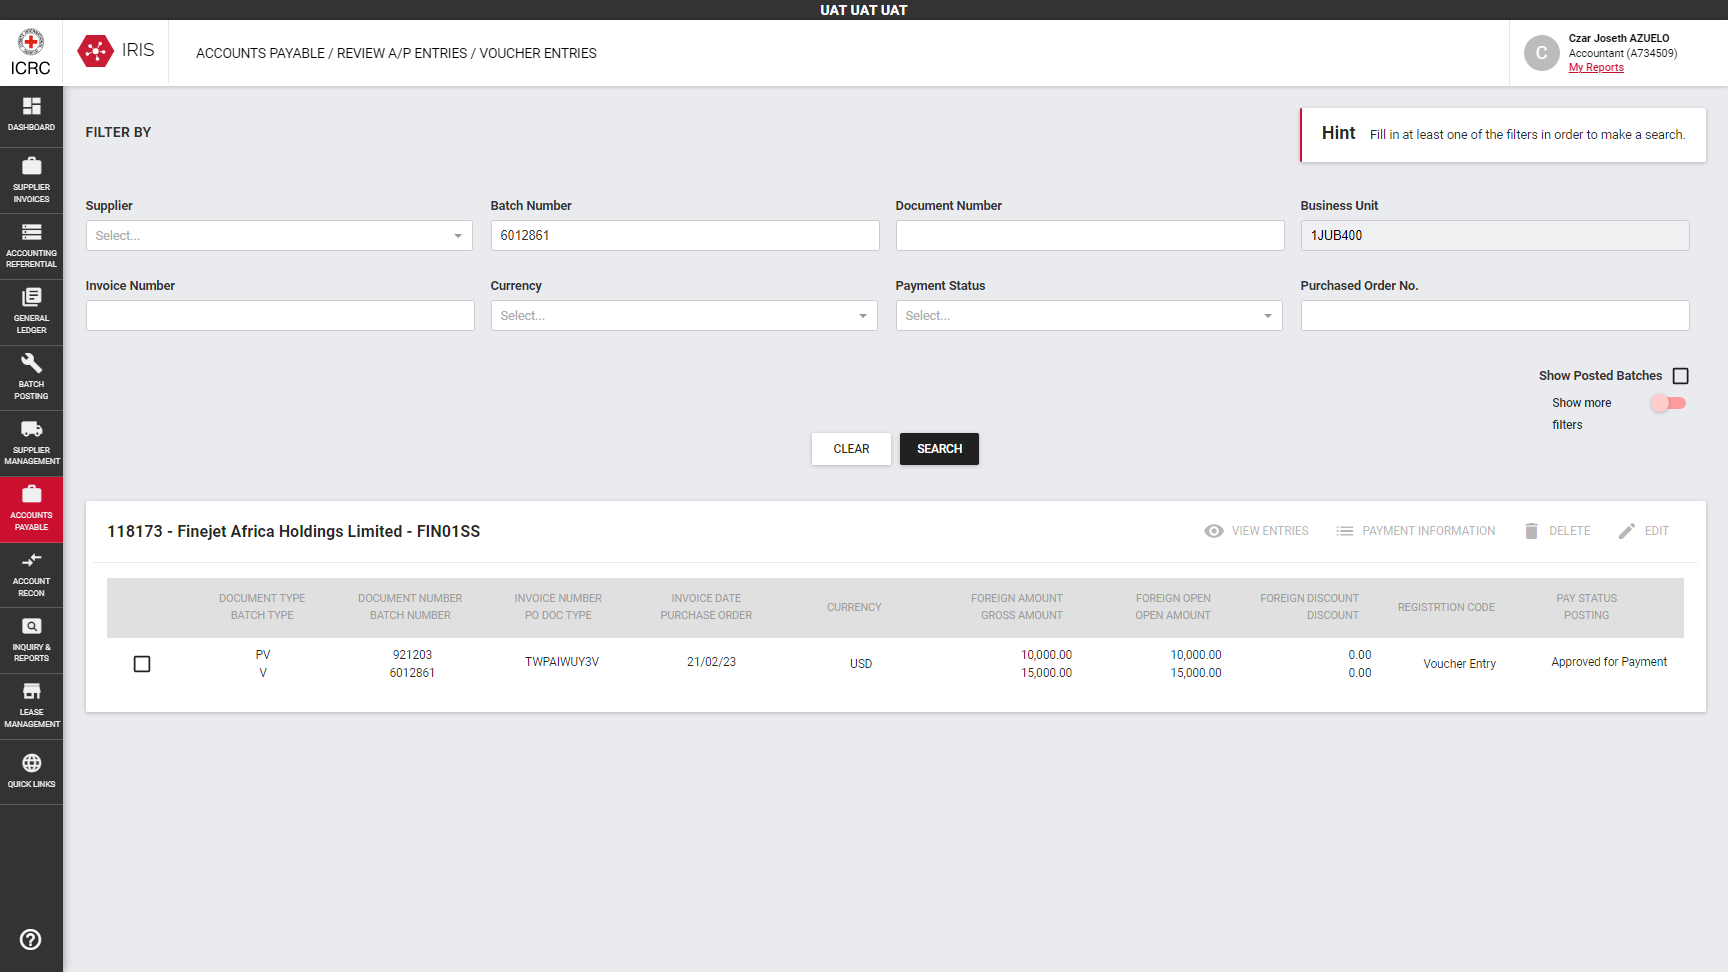 UAT UAT UAT
ICRC
IRIS
ACCOUNTS PAYABLE / REVIEW A/P ENTRIES / VOUCHER ENTRIES
C
Czar Joseth AZUELO
Accountant (A734509)
My Reports
DASHBOARD
SUPPLIER
INVOICES
ACCOUNTING
REFERENTIAL
GENERAL
LEDGER
BATCH
POSTING
SUPPLIER
MANAGEMENT
ACCOUNTS
PAYABLE
ACCOUNT
RECON
INQUIRY &
REPORTS
LEASE
MANAGEMENT
QUICK LINKS
FILTER BY
Hint Fill in at least one of the filters in order to make a search.
Supplier Batch Number Document Number Business Unit
Select... 6012861 1JUB400
Invoice Number Currency Payment Status Purchased Order No.
Select... Select...
Show Posted Batches
Show more
filters
CLEAR SEARCH
118173 - Finejet Africa Holdings Limited - FIN01SS
VIEW ENTRIES PAYMENT INFORMATION DELETE EDIT
DOCUMENT TYPE DOCUMENT NUMBER INVOICE NUMBER INVOICE DATE CURRENCY FOREIGN AMOUNT FOREIGN OPEN FOREIGN DISCOUNT REGISTRTION CODE PAY STATUS
BATCH TYPE BATCH NUMBER PO DOC TYPE PURCHASE ORDER GROSS AMOUNT OPEN AMOUNT DISCOUNT POSTING
PV 921203 TWPAIWUY3V 21/02/23 USD 10,000.00 10,000.00 0.00 Voucher Entry Approved for Payment
V 6012861 15,000.00 15,000.00 0.00